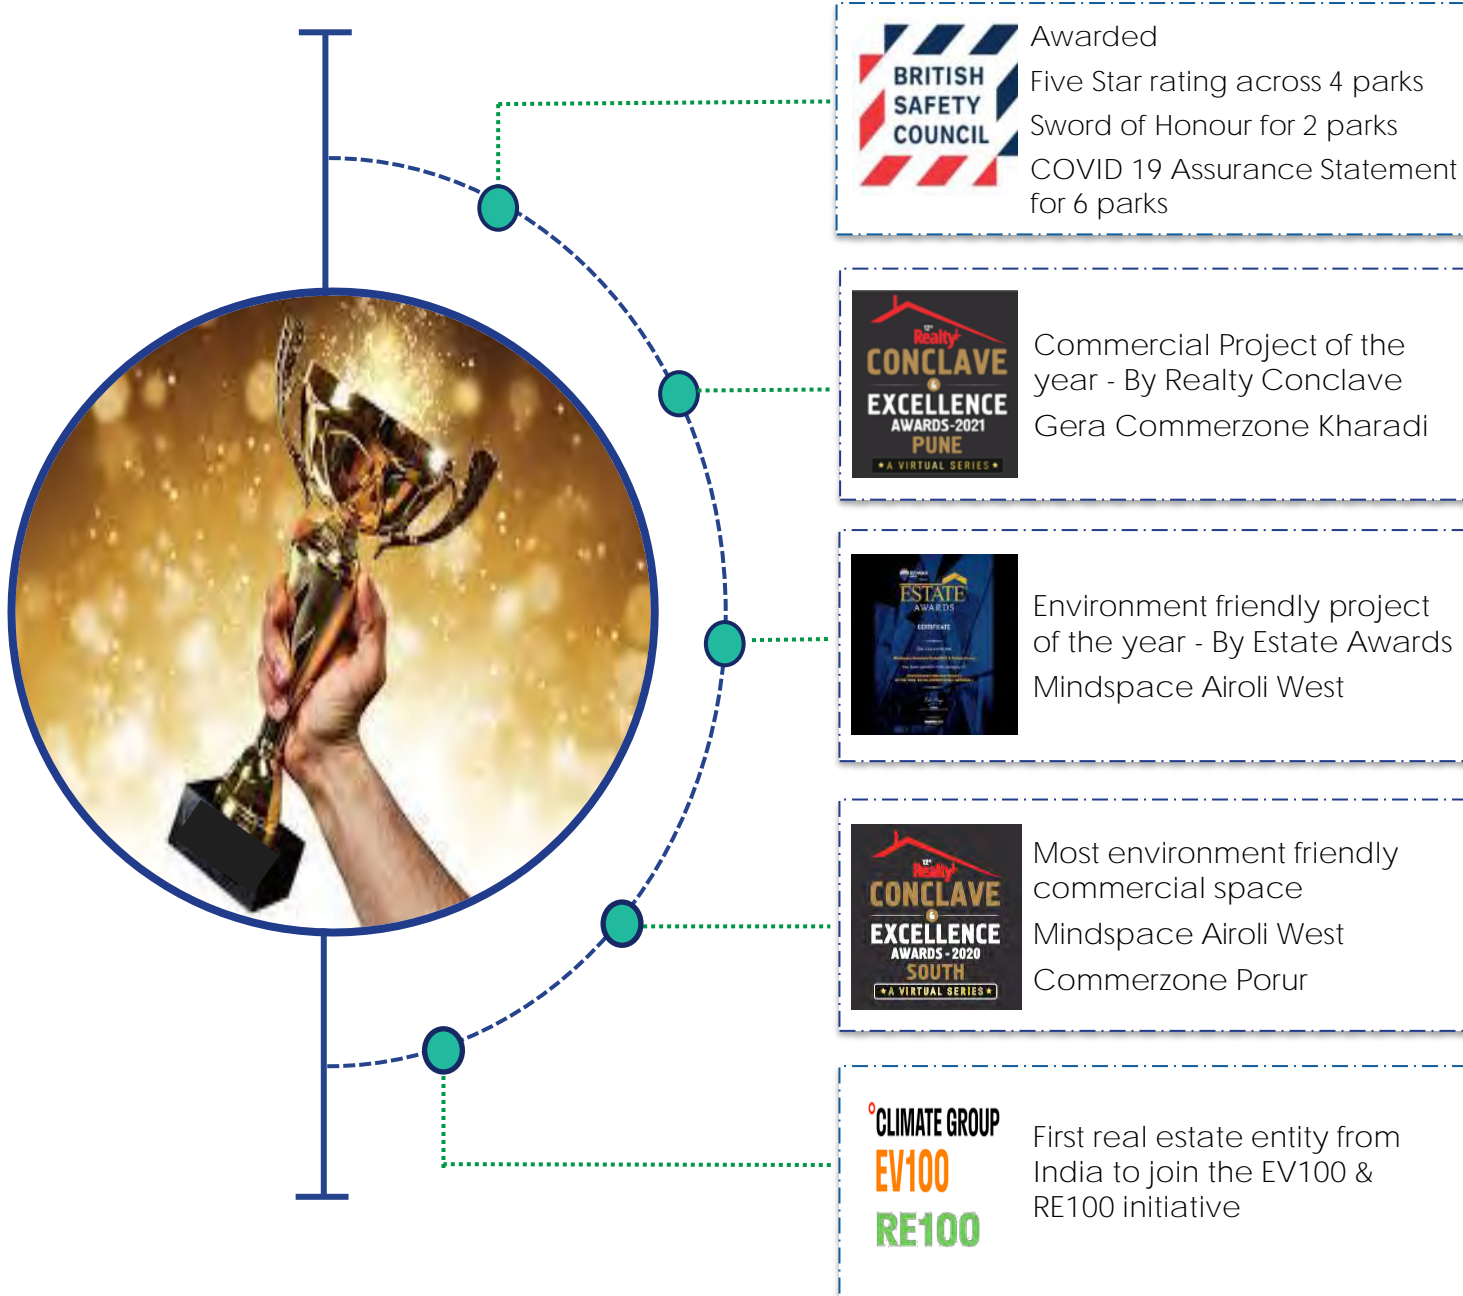 BRITISH
SAFETY
COUNCIL
Awarded
Five Star rating across 4 parks
Sword of Honour for 2 parks
COVID 19 Assurance Statement
for 6 parks
12th
Realty+
CONCLAVE
&
EXCELLENCE
AWARDS-2021
PUNE
★A VIRTUAL SERIES★
Commercial Project of the
year - By Realty Conclave
Gera Commerzone Kharadi
ESTATE
AWARDS
CERTIFICATE
Environment friendly project
of the year - By Estate Awards
Mindspace Airoli West
12th
Realty+
CONCLAVE
&
EXCELLENCE
AWARDS-2020
SOUTH
★A VIRTUAL SERIES★
Most environment friendly
commercial space
Mindspace Airoli West
Commerzone Porur
°CLIMATE GROUP
EV100
RE100
First real estate entity from
India to join the EV100 &
RE100 initiative